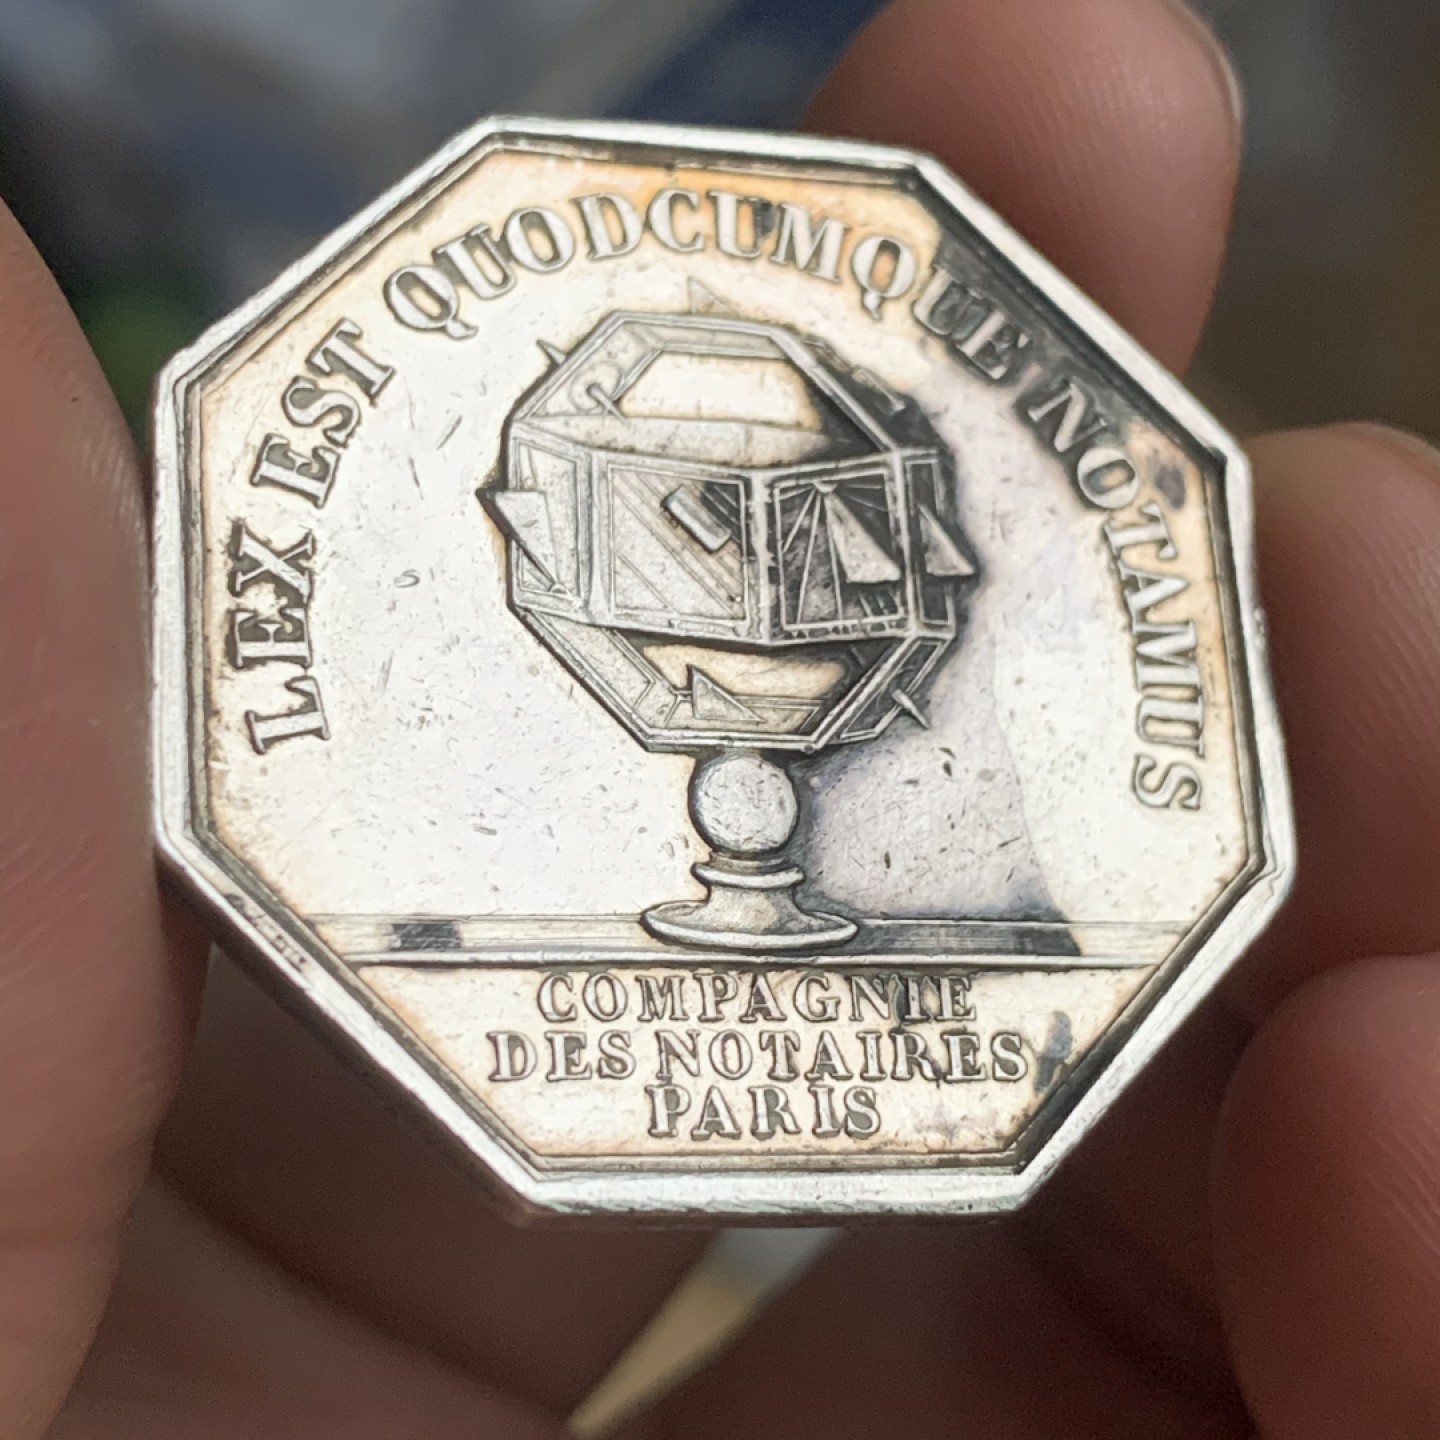 LEX EST QUODCUMQUE NOTAMUS
COMPAGNIE
DES NOTAIRES
PARIS